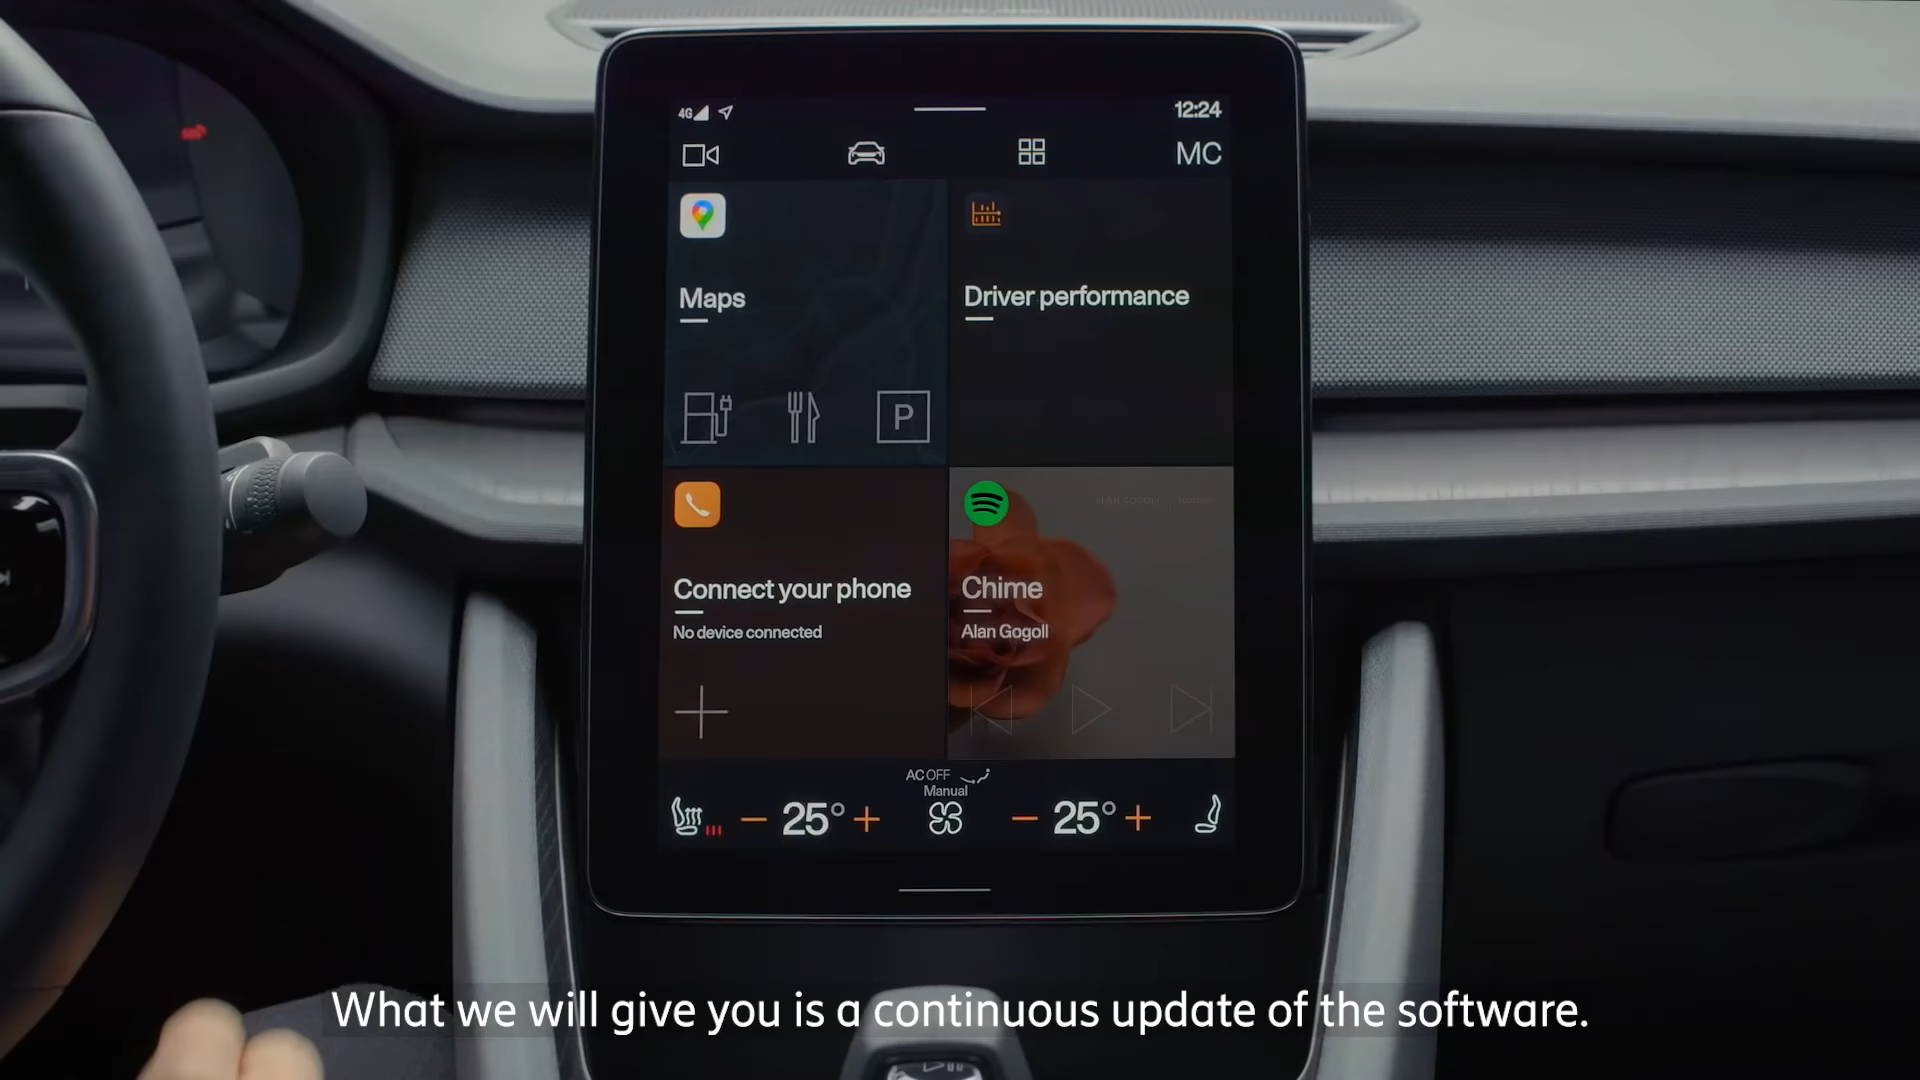 4G
12:24
MC
Maps
Driver performance
P
Connect your phone
No device connected
Chime
Alan Gogoll
AC OFF
Manual
25°
25°
What we will give you is a continuous update of the software.